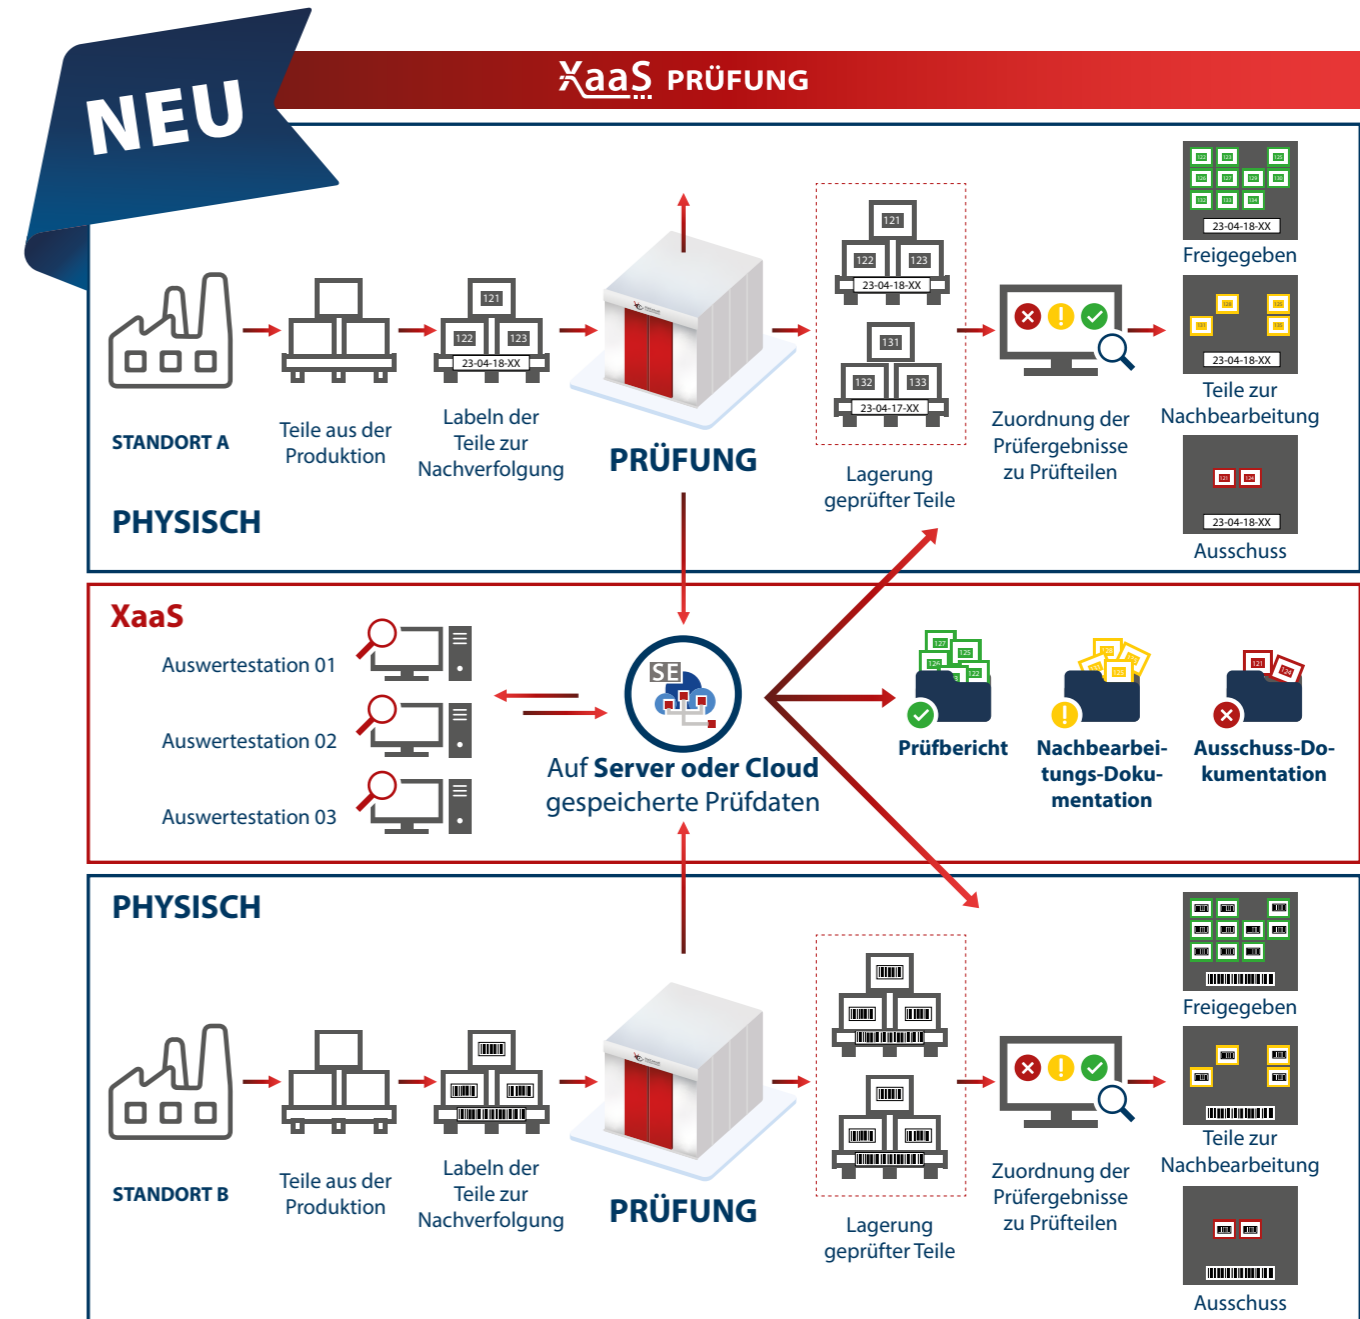 NEU
XaaS PRÜFUNG
121
122 123
23-04-18-XX
121
122 123
23-04-18-XX
131
132 133
23-04-17-XX
23-04-18-XX
Freigegeben
23-04-18-XX
Teile zur
Nachbearbeitung
23-04-18-XX
Ausschuss
STANDORT A
Teile aus der
Produktion
Labeln der
Teile zur
Nachverfolgung
PRÜFUNG
Lagerung
geprüfter Teile
Zuordnung der
Prüfergebnisse
zu Prüfteilen
PHYSISCH
XaaS
Auswertestation 01
Auswertestation 02
Auswertestation 03
SE
Auf Server oder Cloud
gespeicherte Prüfdaten
127
125
122
Prüfbericht
Nachbearbei-
tungs-Doku-
mentation
121
124
Ausschuss-Do-
kumentation
PHYSISCH
STANDORT B
Teile aus der
Produktion
Labeln der
Teile zur
Nachverfolgung
PRÜFUNG
Lagerung
geprüfter Teile
Zuordnung der
Prüfergebnisse
zu Prüfteilen
Freigegeben
Teile zur
Nachbearbeitung
Ausschuss